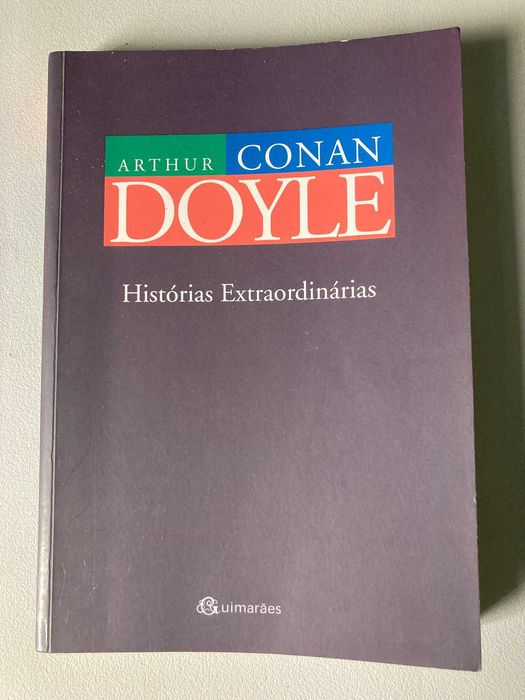 ARTHUR CONAN
DOYLE
Histórias Extraordinárias
Guimarães